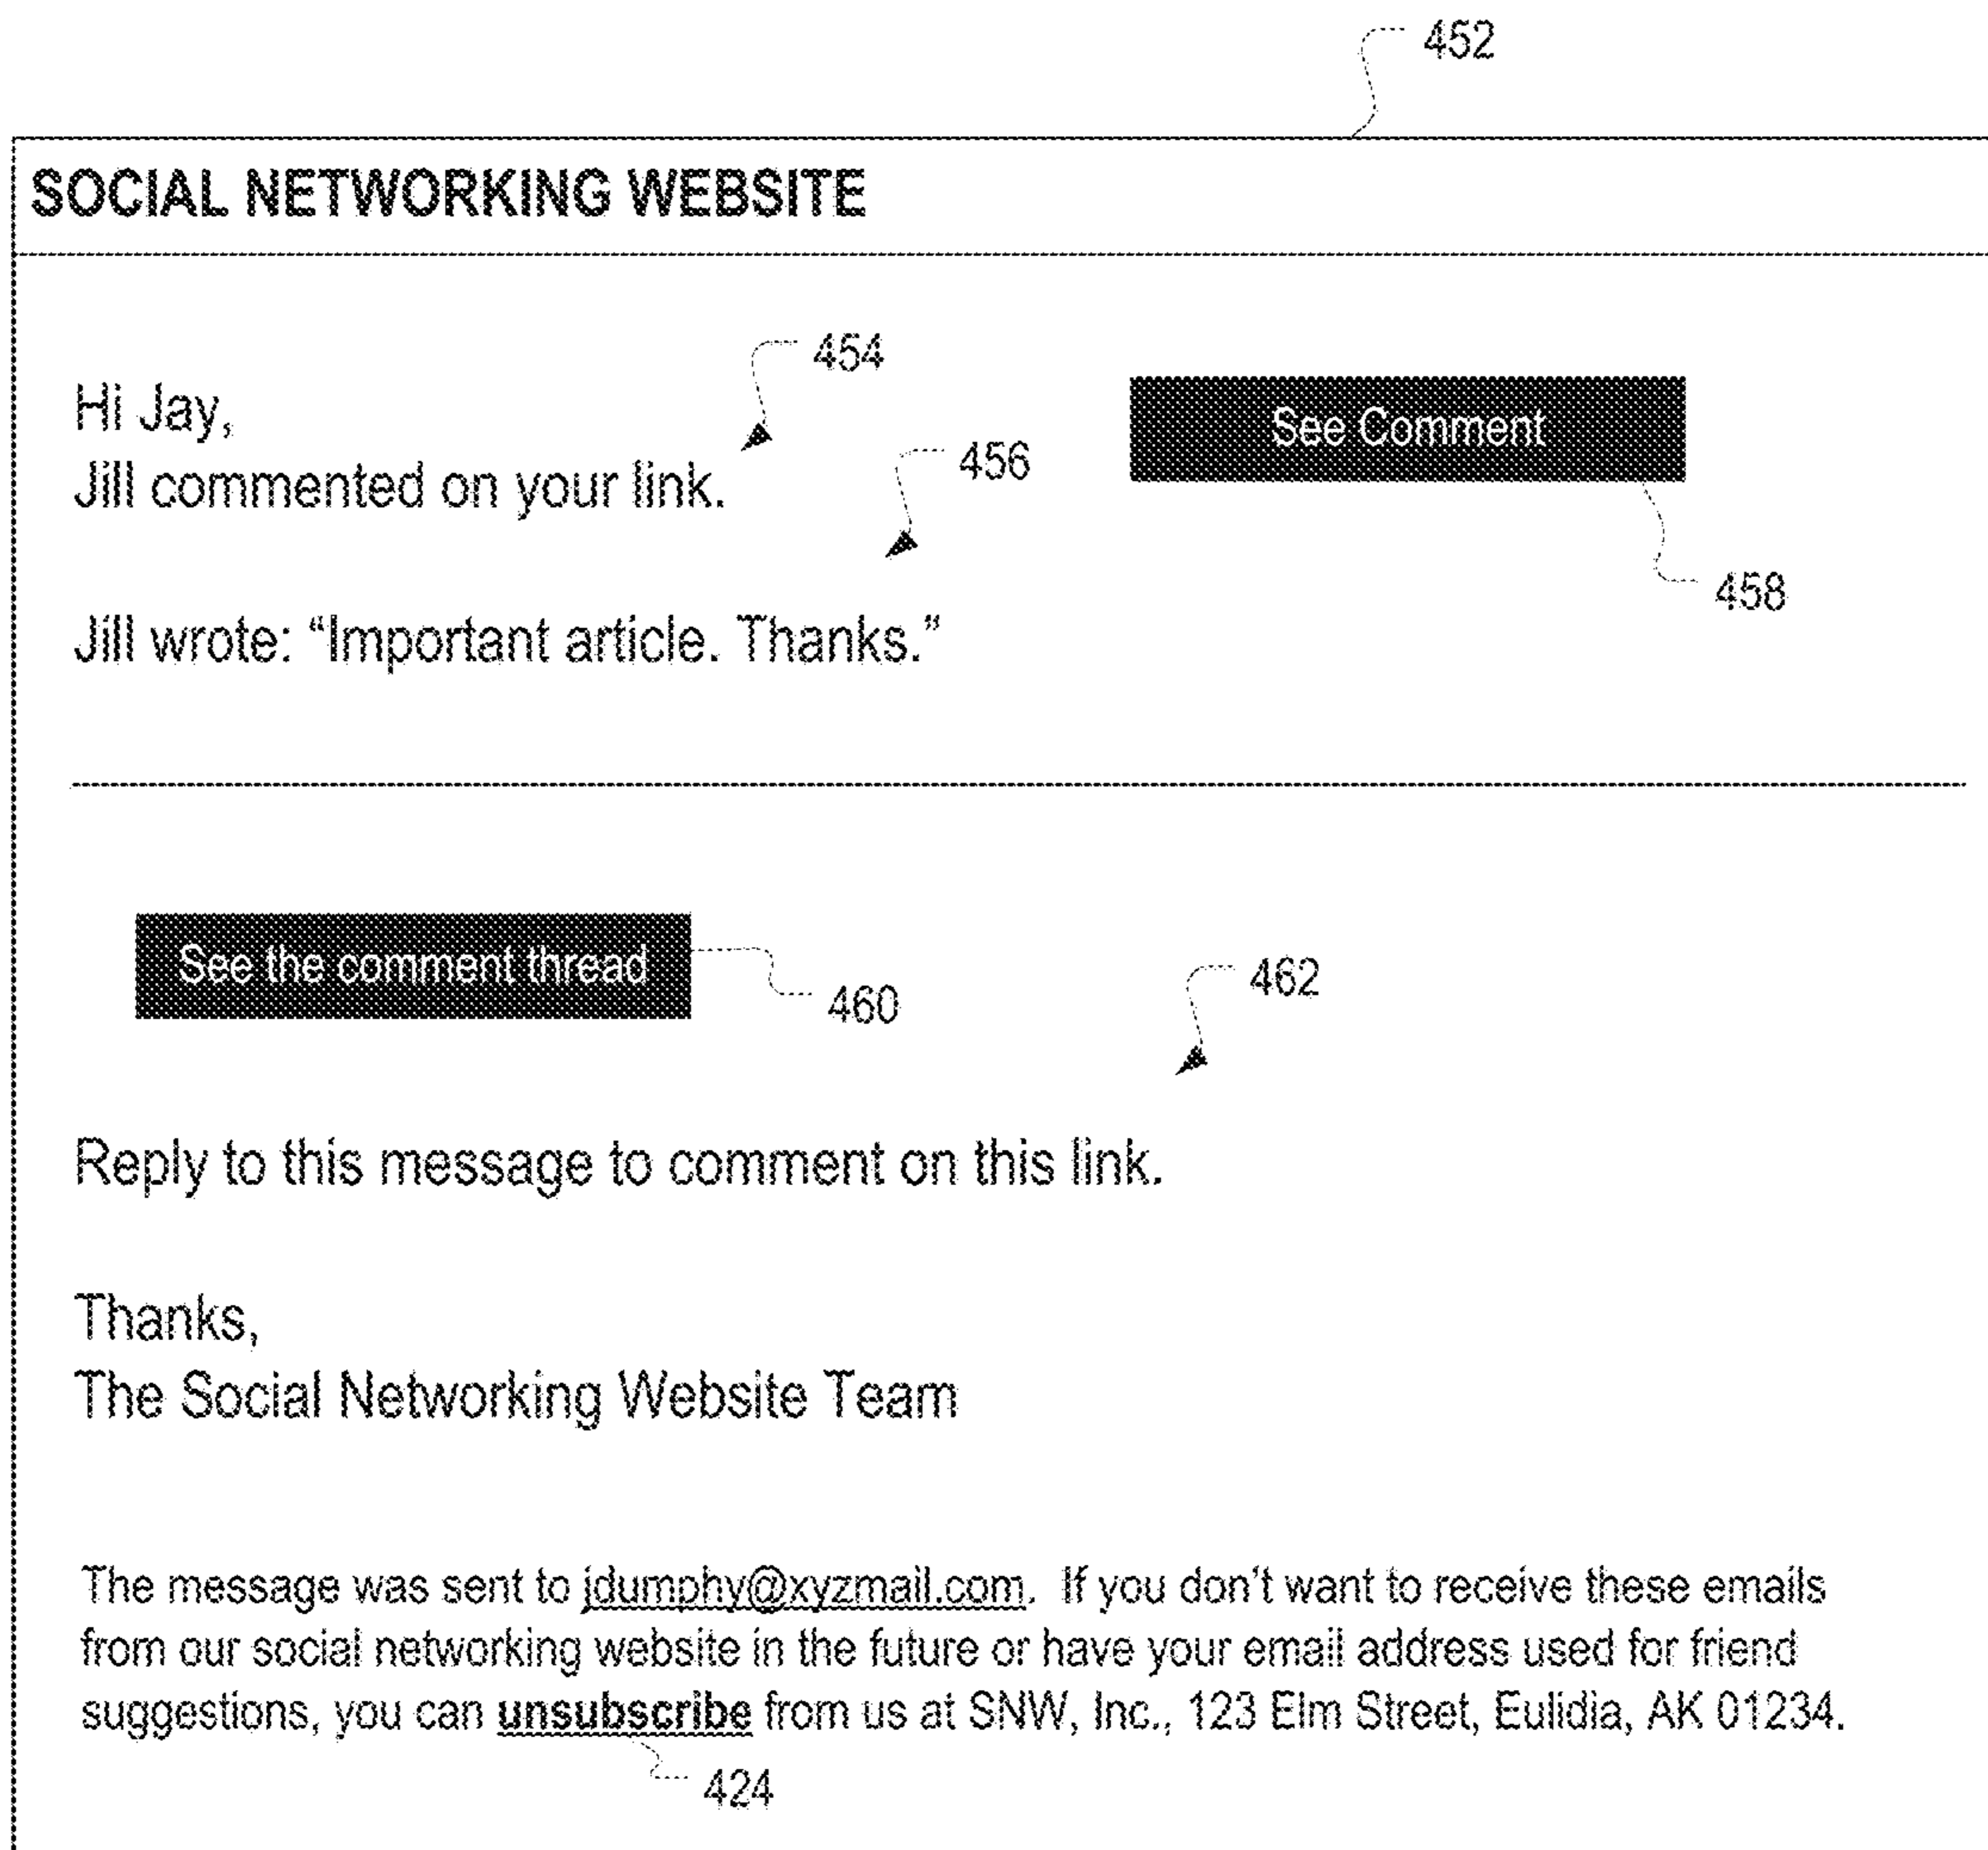 452
SOCIAL NETWORKING WEBSITE
454
Hi Jay,
See Comment
Jill commented on your link.
456
458
Jill wrote: “Important article. Thanks.”
See the comment thread
460
462
Reply to this message to comment on this link.
Thanks,
The Social Networking Website Team
The message was sent to jdumphy@xyzmail.com. If you don't want to receive these emails
from our social networking website in the future or have your email address used for friend
suggestions, you can unsubscribe from us at SNW, Inc., 123 Elm Street, Eulidia, AK 01234.
424